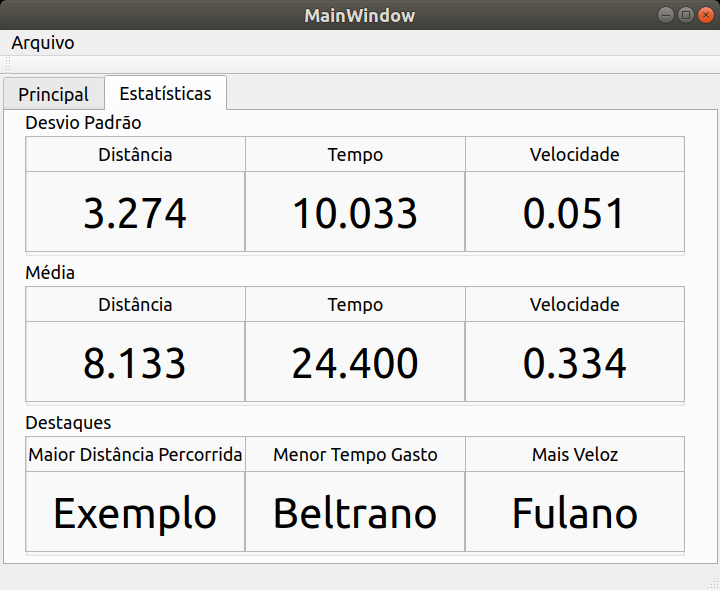 MainWindow
Arquivo
Principal Estatísticas
Desvio Padrão
Distância Tempo Velocidade
3.274 10.033 0.051
Média
Distância Tempo Velocidade
8.133 24.400 0.334
Destaques
Maior Distância Percorrida Menor Tempo Gasto Mais Veloz
Exemplo Beltrano Fulano